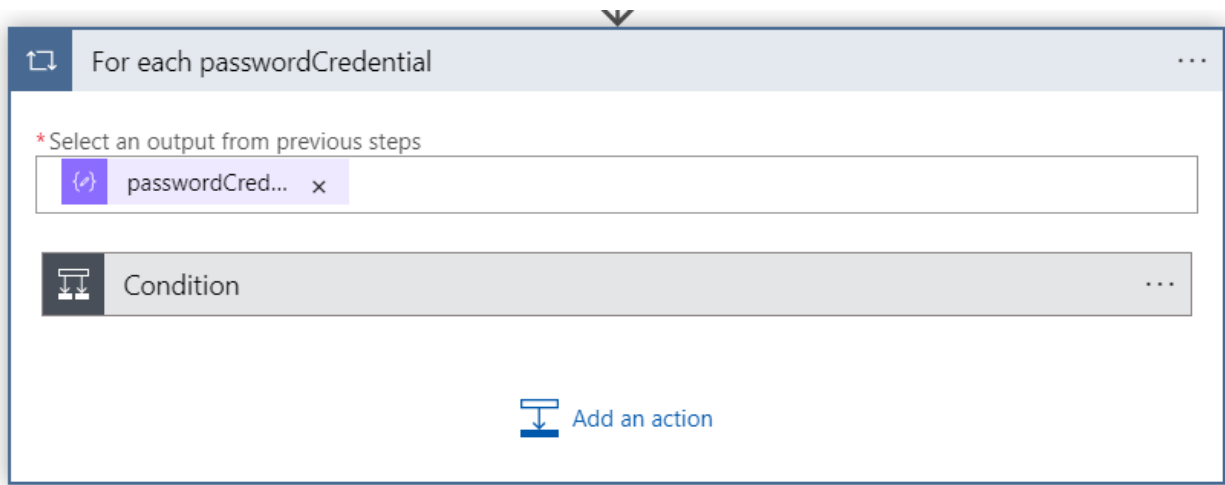 For each passwordCredential
...
*Select an output from previous steps
passwordCred... ×
Condition
...
Add an action